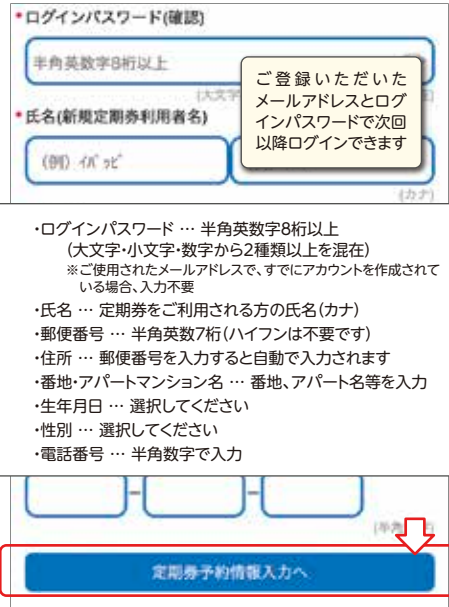 *ログインパスワード(確認)
半角英数字8桁以上
ご登録いただいた
メールアドレスとログ
インパスワードで次回
以降ログインできます
(大文字
*氏名(新規定期券利用者名)
(例) ｲﾊﾞ ｯﾋﾟ
(カナ)
・ログインパスワード … 半角英数字8桁以上
(大文字・小文字・数字から2種類以上を混在)
※ご使用されたメールアドレスで、すでにアカウントを作成されて
いる場合、入力不要
・氏名 … 定期券をご利用される方の氏名(カナ)
・郵便番号 … 半角英数7桁(ハイフンは不要です)
・住所 … 郵便番号を入力すると自動で入力されます
・番地・アパートマンション名 … 番地、アパート名等を入力
・生年月日 … 選択してください
・性別 … 選択してください
・電話番号 … 半角数字で入力
(半角
定期券予約情報入力へ